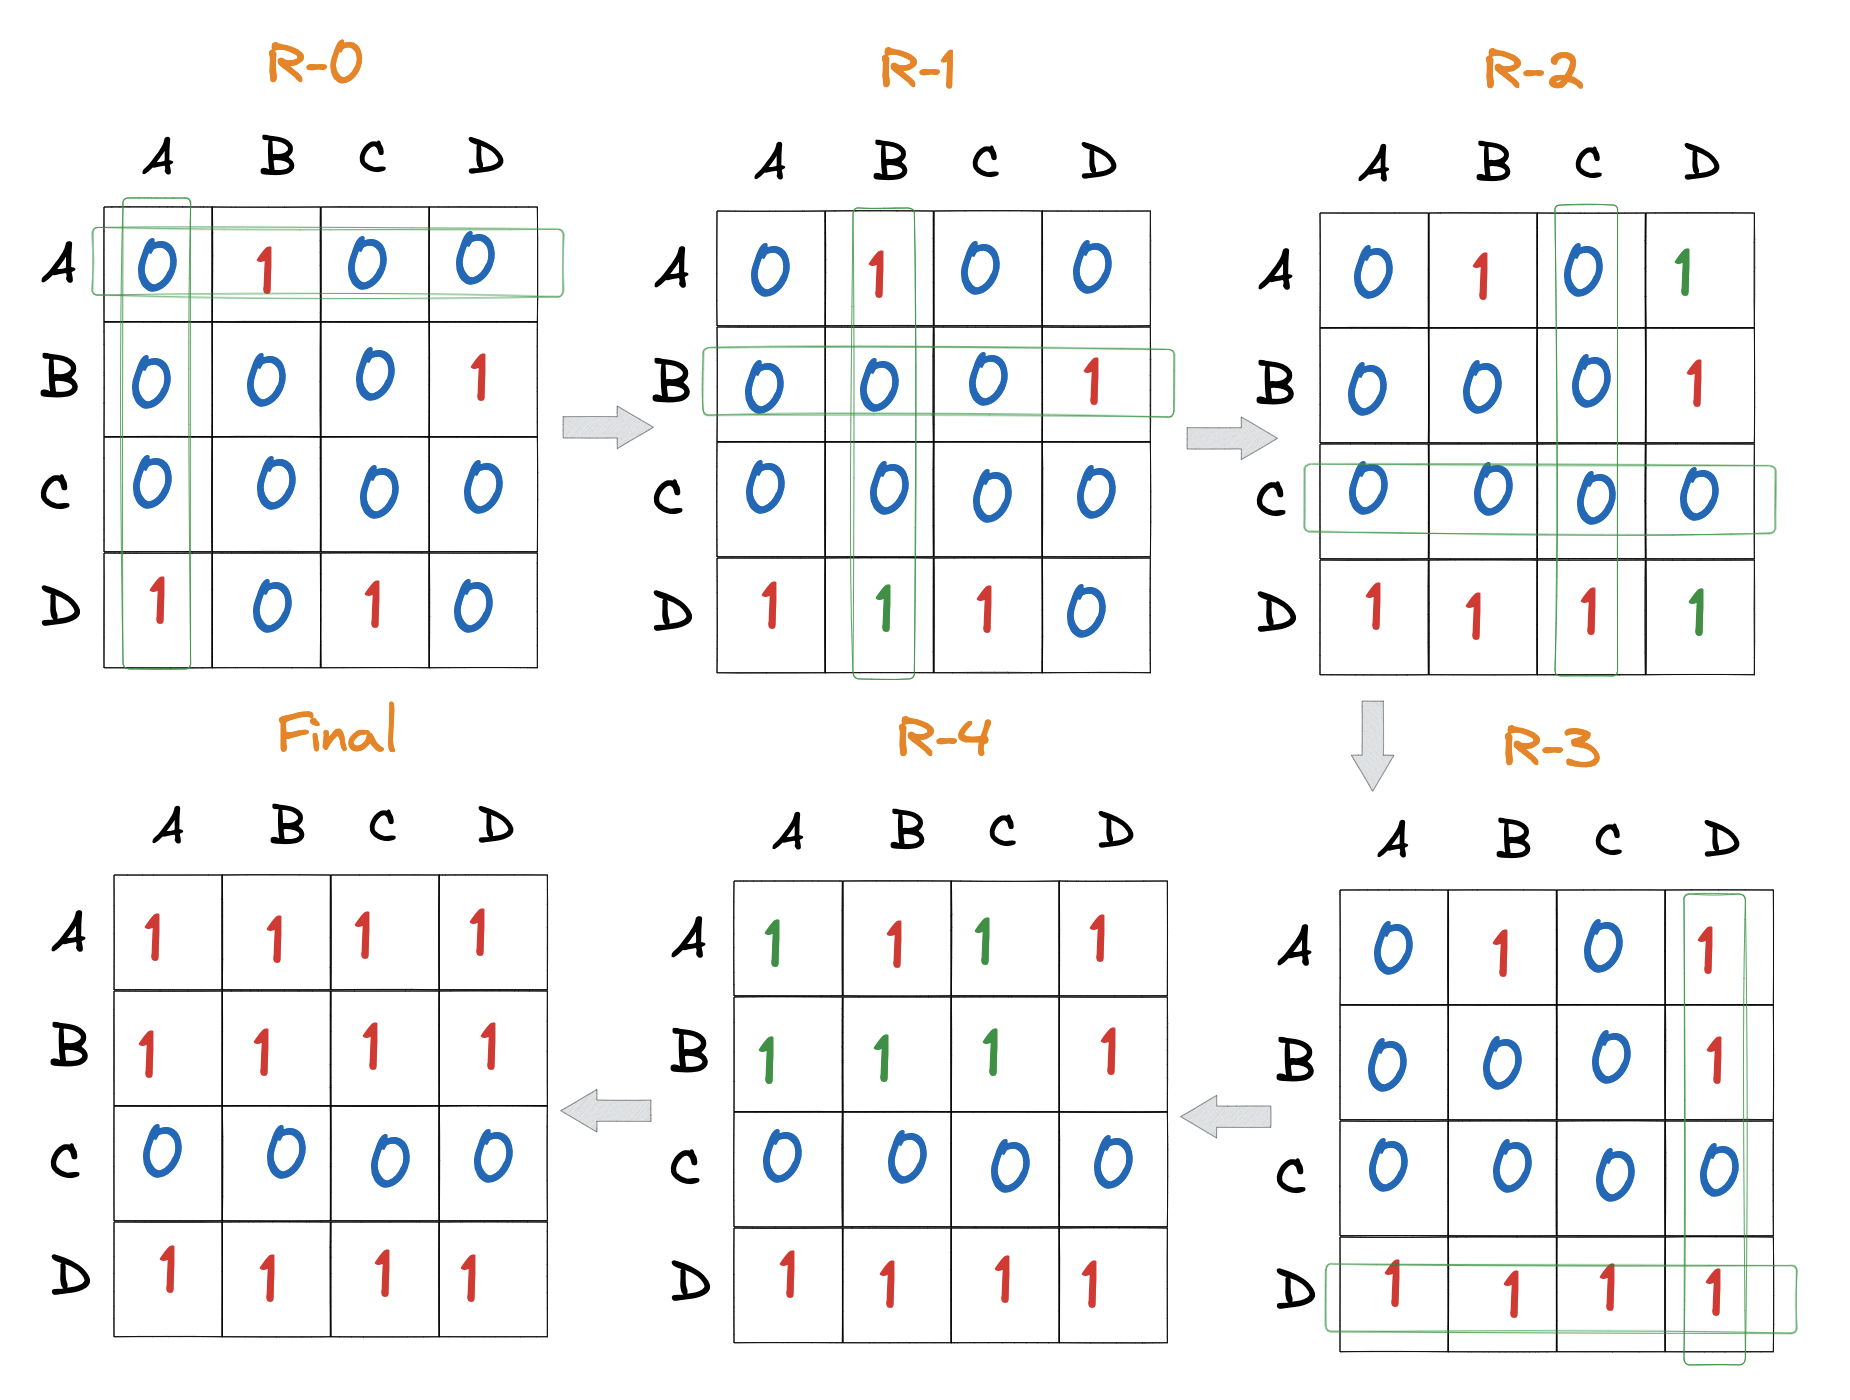 R-0
A B C D
A 0 1 0 0
B 0 0 0 1
C 0 0 0 0
D 1 0 1 0
R-1
A B C D
A 0 1 0 0
B 0 0 0 1
C 0 0 0 0
D 1 1 1 0
R-2
A B C D
A 0 1 0 1
B 0 0 0 1
C 0 0 0 0
D 1 1 1 1
R-3
A B C D
A 0 1 0 1
B 0 0 0 1
C 0 0 0 0
D 1 1 1 1
R-4
A B C D
A 1 1 1 1
B 1 1 1 1
C 0 0 0 0
D 1 1 1 1
Final
A B C D
A 1 1 1 1
B 1 1 1 1
C 0 0 0 0
D 1 1 1 1